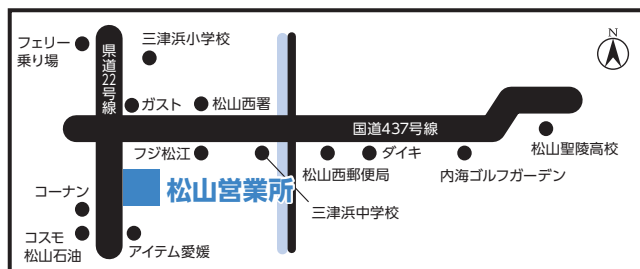 フェリー
乗り場
県道22号線
三津浜小学校
N
ガスト
松山西署
国道437号線
フジ松江
松山西郵便局
ダイキ
内海ゴルフガーデン
松山聖陵高校
コーナン
松山営業所
三津浜中学校
コスモ
松山石油
アイテム愛媛